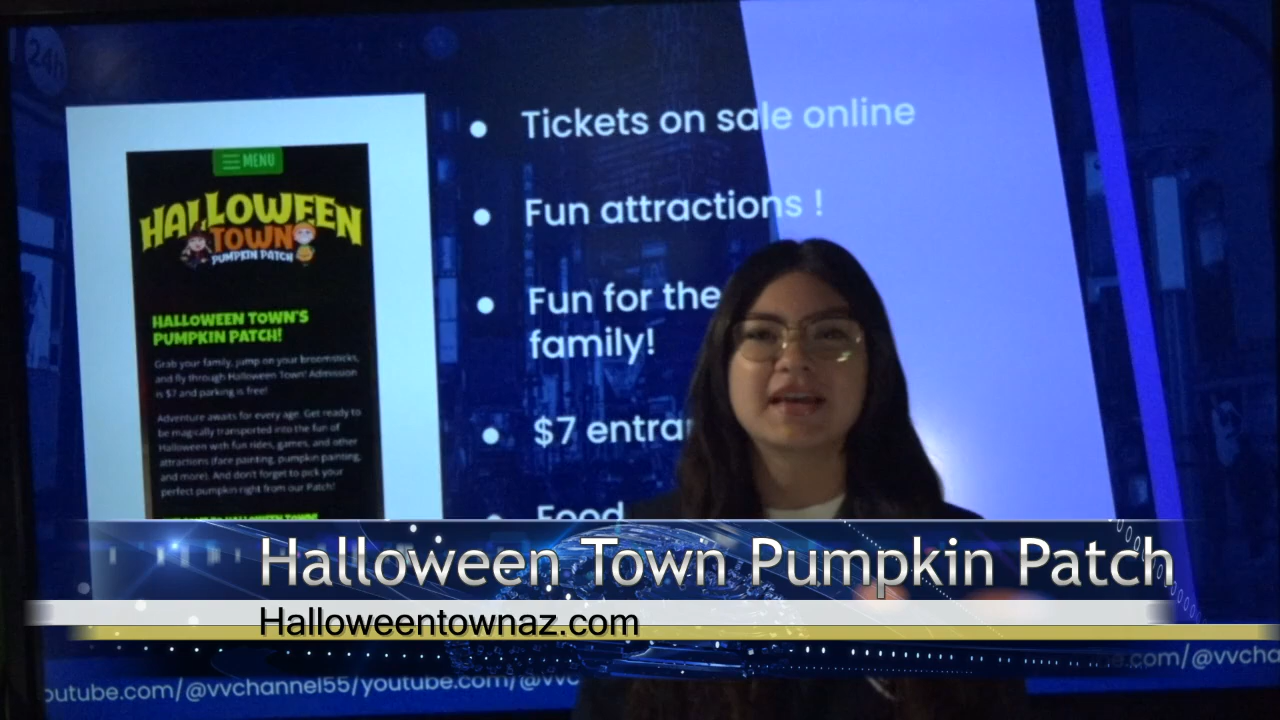 24h
MENU
HALLOWEEN
TOWN
PUMPKIN PATCH
HALLOWEEN TOWN'S
PUMPKIN PATCH!
Grab your family, jump on your broomsticks,
and fly through Halloween Town! Admission
is $7 and parking is free!
Adventure awaits for every age. Get ready to
be magically transported into the fun of
Halloween with fun rides, games, and other
attractions (face painting, pumpkin painting,
and more). And don't forget to pick your
perfect pumpkin right from our Patch!
• Tickets on sale online
• Fun attractions !
• Fun for the
family!
• $7 entra
• Food
Halloween Town Pumpkin Patch
Halloweentownaz.com
outube.com/@vvchannel55/youtube.com/@vvc
e.com/@vvcha